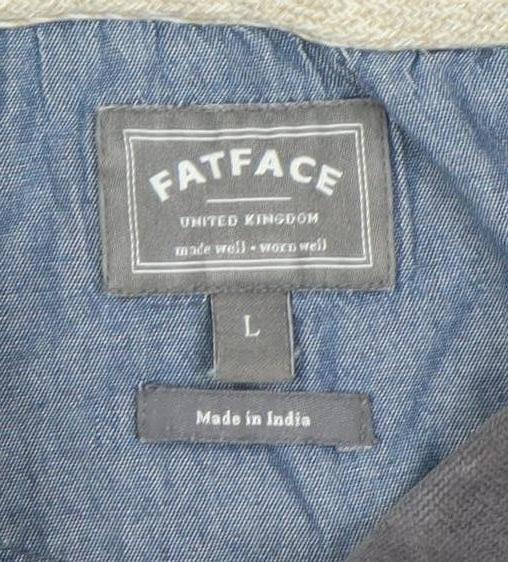 FATFACE
UNITED KINGDOM
made well • worn well
L
Made in India